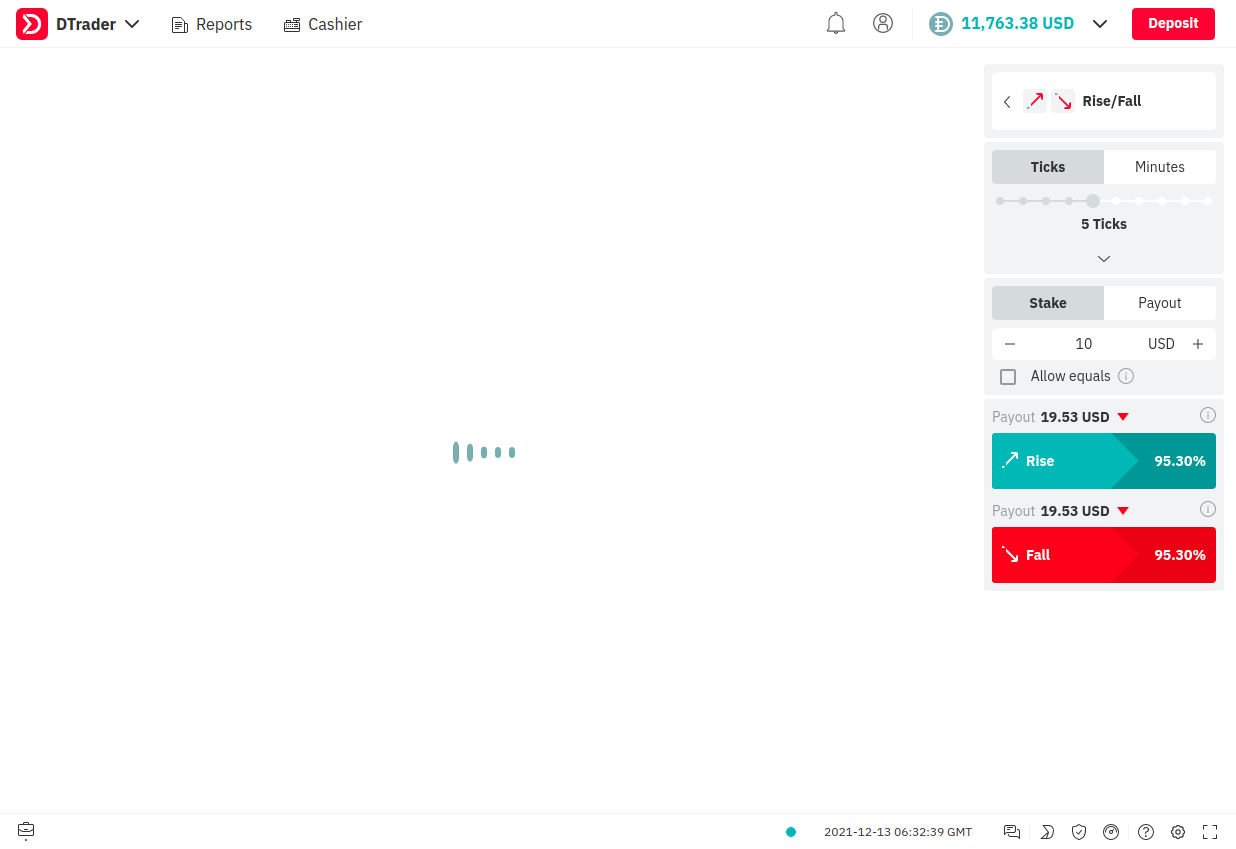 DTrader Reports Cashier 11,763.38 USD Deposit
Rise/Fall
Ticks Minutes
5 Ticks
Stake Payout
10 USD
Allow equals
Payout 19.53 USD
Rise 95.30%
Payout 19.53 USD
Fall 95.30%
2021-12-13 06:32:39 GMT